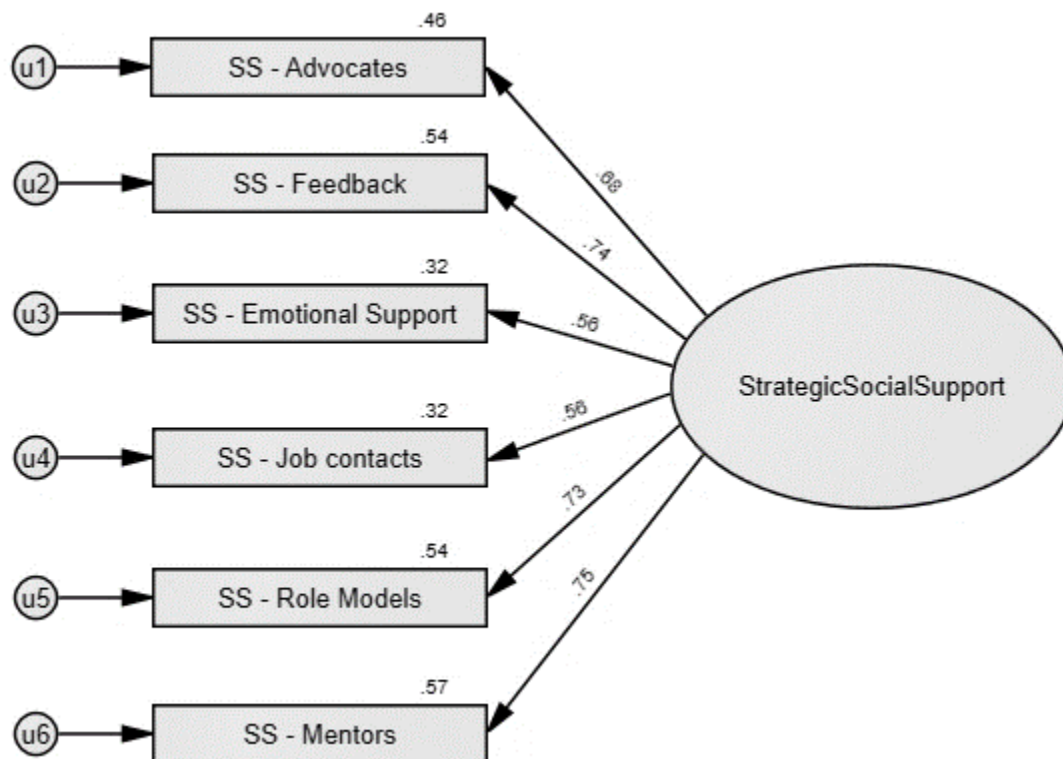 .46
u1
SS - Advocates
.68
.54
u2
SS - Feedback
.74
.32
u3
SS - Emotional Support
.56
StrategicSocialSupport
.32
u4
SS - Job contacts
.56
.54
u5
SS - Role Models
.73
.57
u6
SS - Mentors
.75